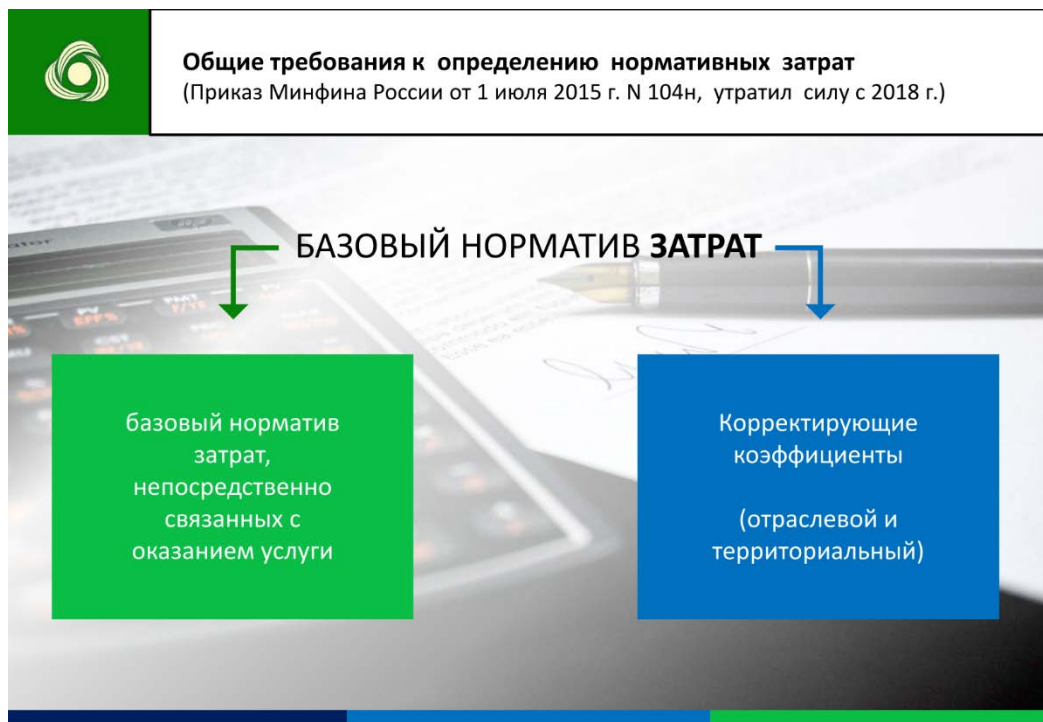 Общие требования к определению нормативных затрат
(Приказ Минфина России от 1 июля 2015 г. N 104н, утратил силу с 2018 г.)
БАЗОВЫЙ НОРМАТИВ ЗАТРАТ
базовый норматив
затрат,
непосредственно
связанных с
оказанием услуги
Корректирующие
коэффициенты
(отраслевой и
территориальный)